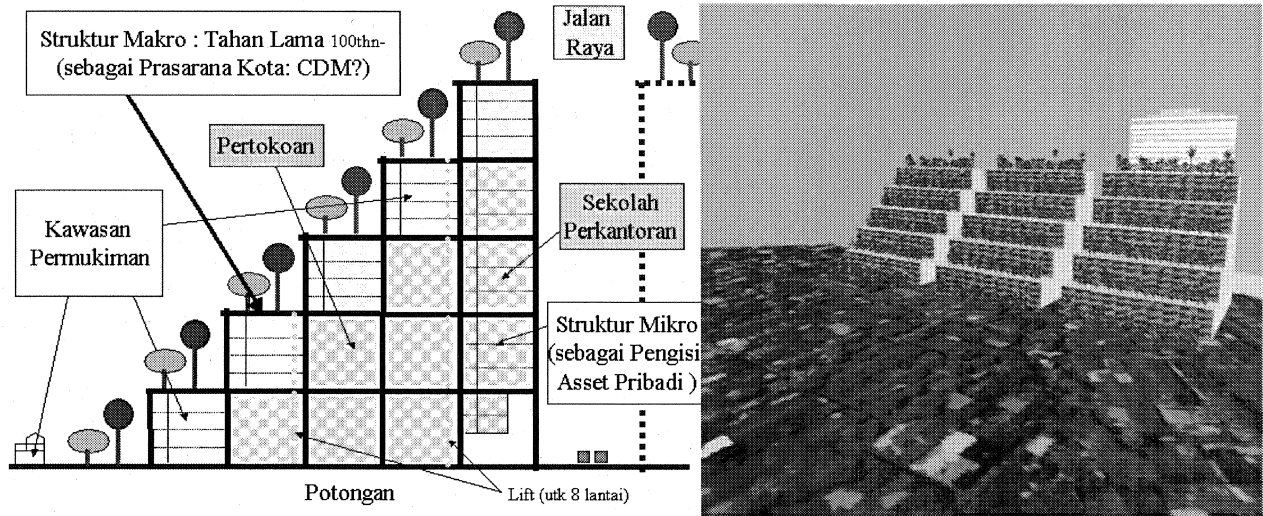 Struktur Makro : Tahan Lama 100thn-
(sebagai Prasarana Kota: CDM?)
Jalan
Raya
Pertokoan
Kawasan
Permukiman
Sekolah
Perkantoran
Struktur Mikro
(sebagai Pengisi
Asset Pribadi )
Potongan
Lift (utk 8 lantai)